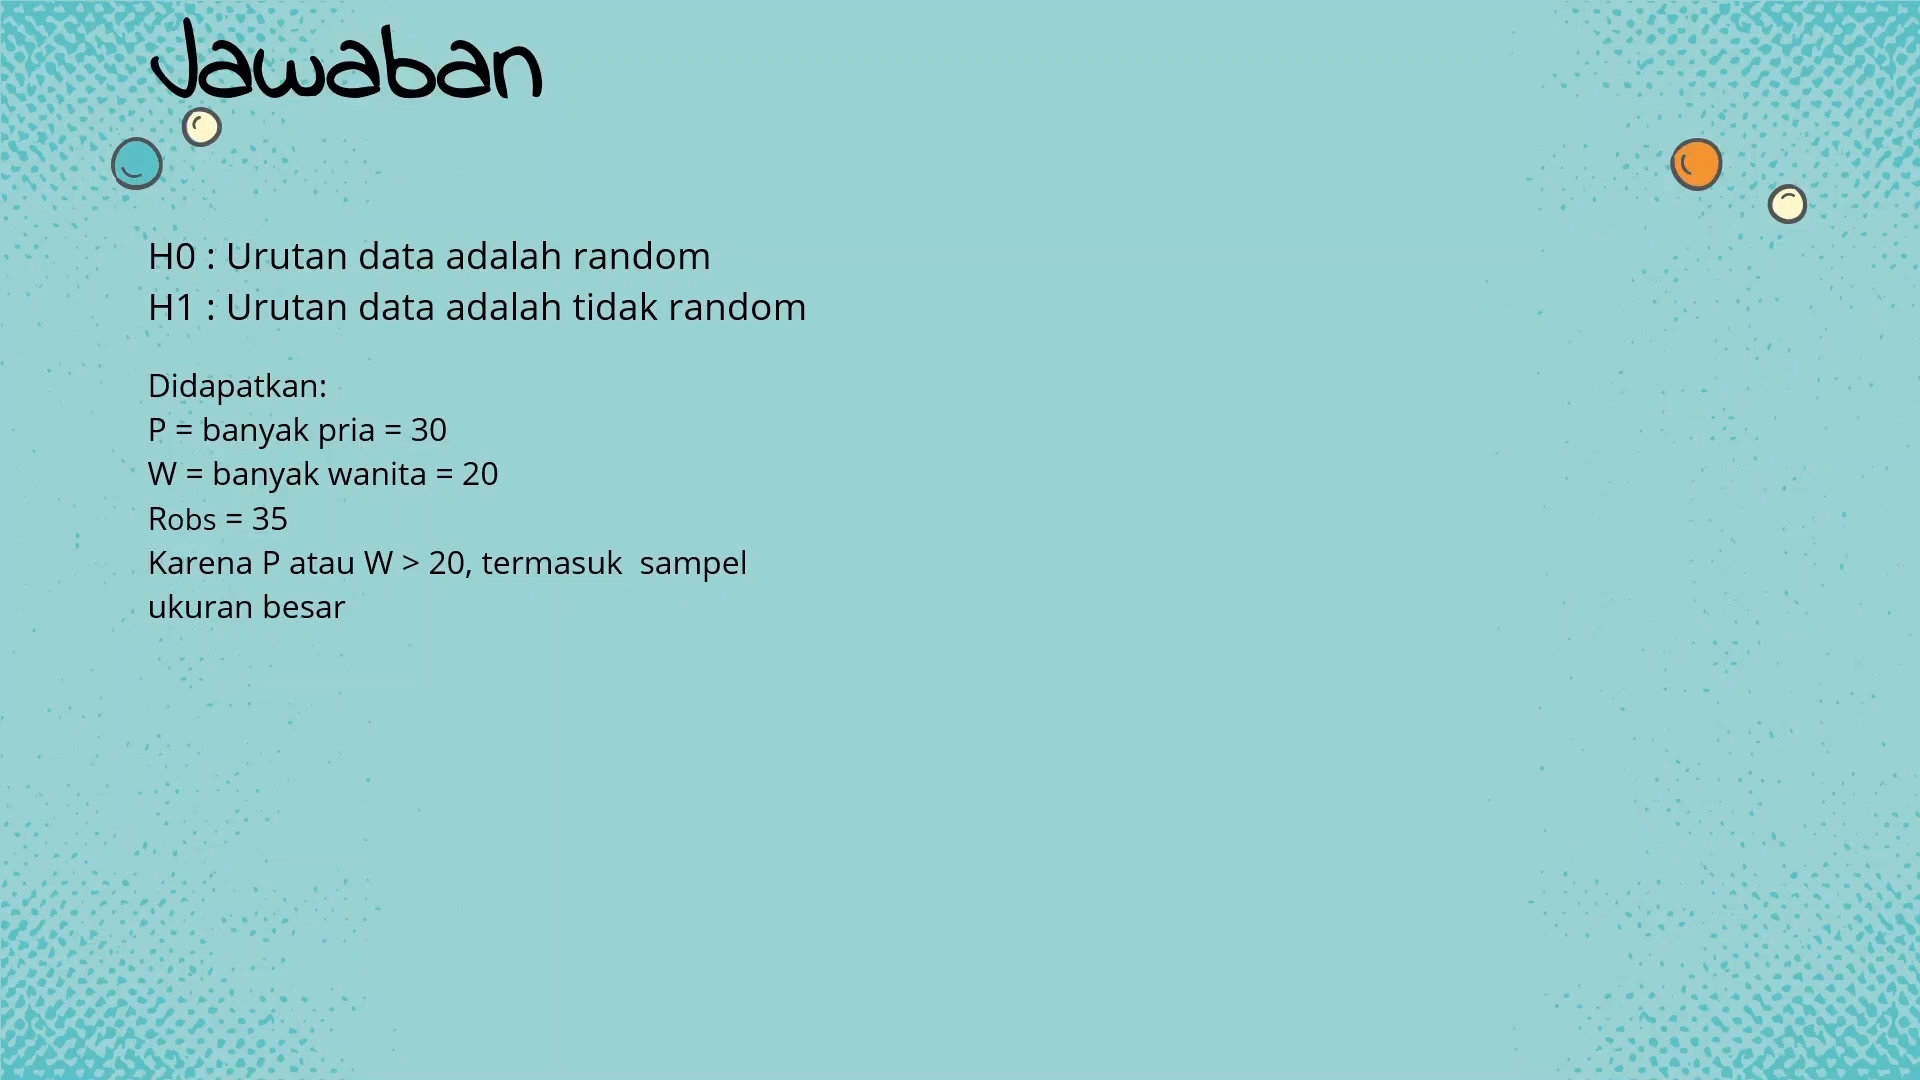 Jawaban
H0 : Urutan data adalah random
H1 : Urutan data adalah tidak random
Didapatkan:
P = banyak pria = 30
W = banyak wanita = 20
Robs = 35
Karena P atau W > 20, termasuk  sampel
ukuran besar